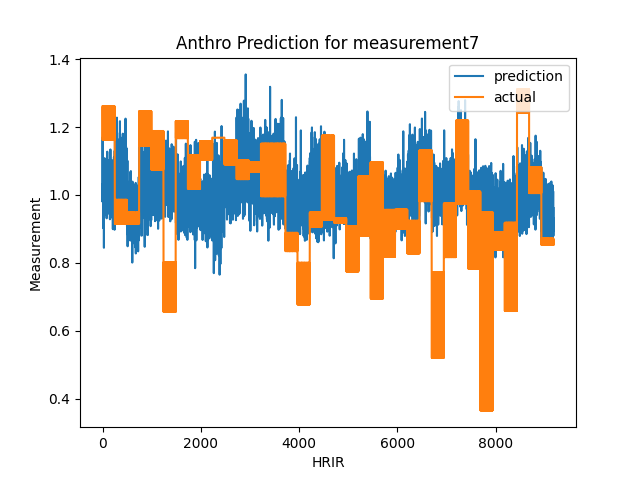 Anthro Prediction for measurement7
prediction
actual
Measurement
1.4
1.2
1.0
0.8
0.6
0.4
0 2000 4000 6000 8000
HRIR